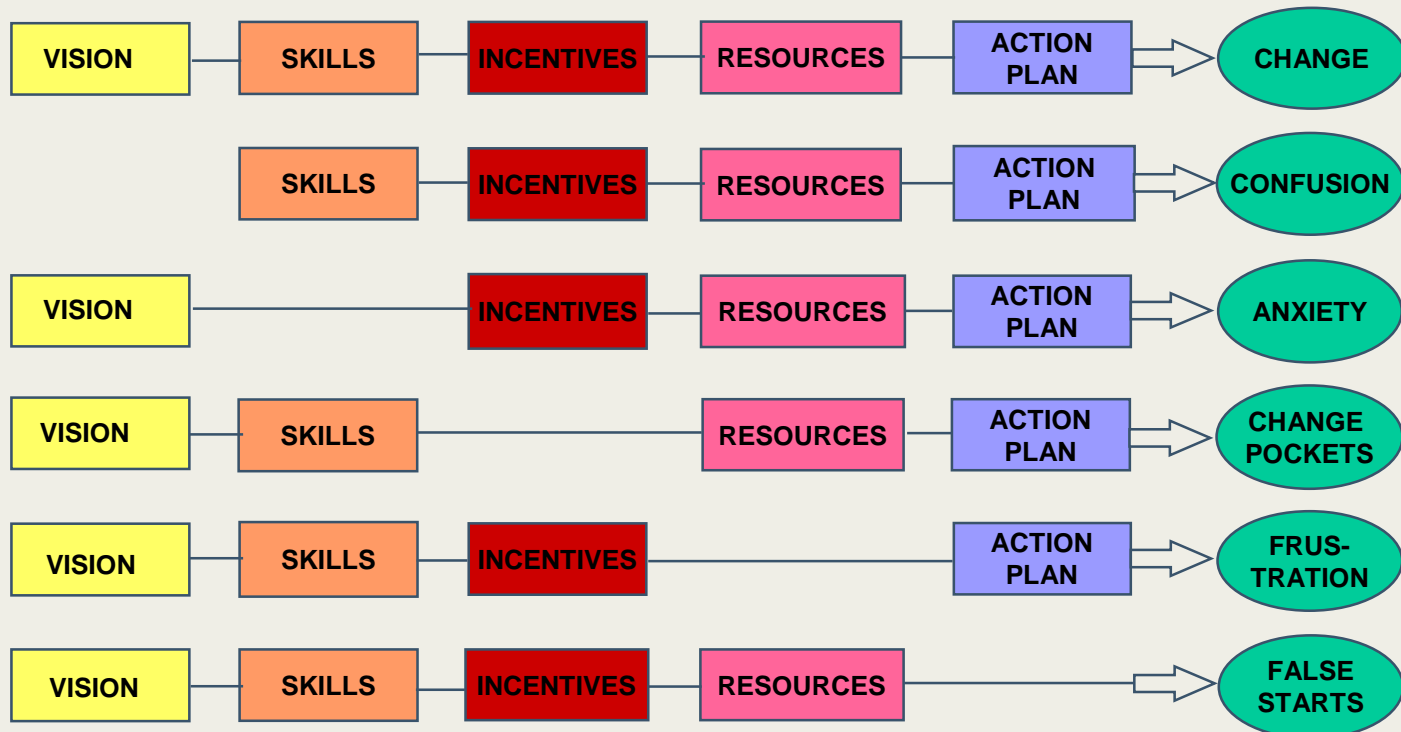 VISION SKILLS INCENTIVES RESOURCES ACTION PLAN CHANGE
SKILLS INCENTIVES RESOURCES ACTION PLAN CONFUSION
VISION INCENTIVES RESOURCES ACTION PLAN ANXIETY
VISION SKILLS RESOURCES ACTION PLAN CHANGE POCKETS
VISION SKILLS INCENTIVES ACTION PLAN FRUS-TRATION
VISION SKILLS INCENTIVES RESOURCES FALSE STARTS